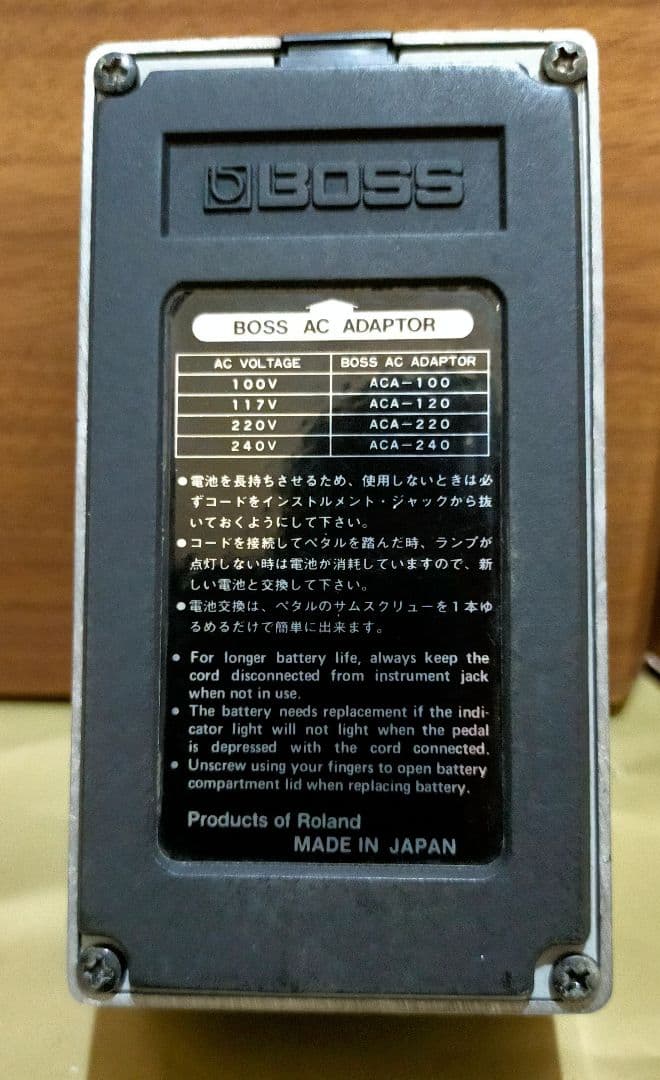 BOSS
BOSS AC ADAPTOR
AC VOLTAGE BOSS AC ADAPTOR
100V ACA-100
117V ACA-120
220V ACA-220
240V ACA-240
●電池を長持ちさせるため、使用しないときは必
ずコードをインストルメント・ジャックから抜
いておくようにして下さい。
●コードを接続してペタルを踏んだ時、ランプが
点灯しない時は電池が消耗していますので、新
しい電池と交換して下さい。
●電池交換は、ペタルのサムスクリューを1本ゆ
るめるだけで簡単に出来ます。
● For longer battery life, always keep the
cord disconnected from instrument jack
when not in use.
● The battery needs replacement if the indi-
cator light will not light when the pedal
is depressed with the cord connected.
● Unscrew using your fingers to open battery
compartment lid when replacing battery.
Products of Roland
MADE IN JAPAN